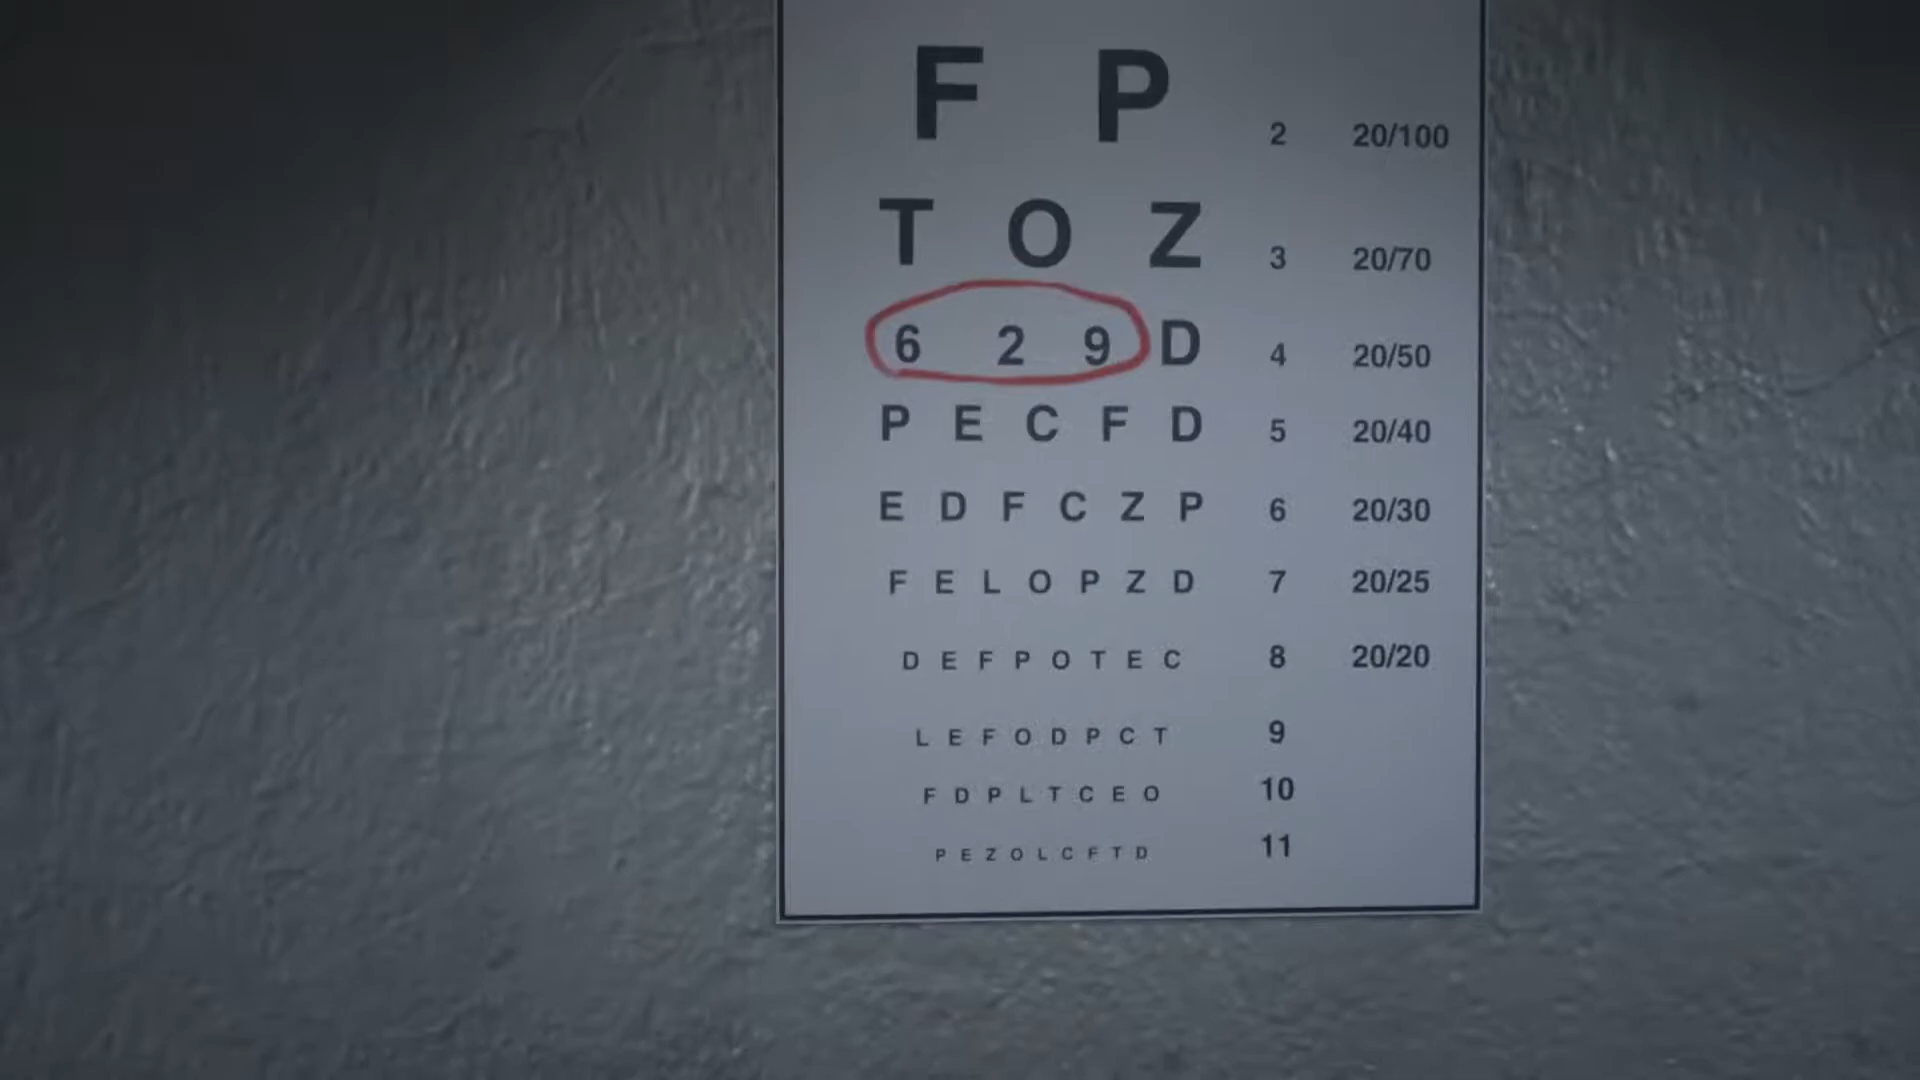 F P 2 20/100
T O Z 3 20/70
6 2 9 D 4 20/50
P E C F D 5 20/40
E D F C Z P 6 20/30
F E L O P Z D 7 20/25
D E F P O T E C 8 20/20
L E F O D P C T 9
F D P L T C E O 10
P E Z O L C F T D 11